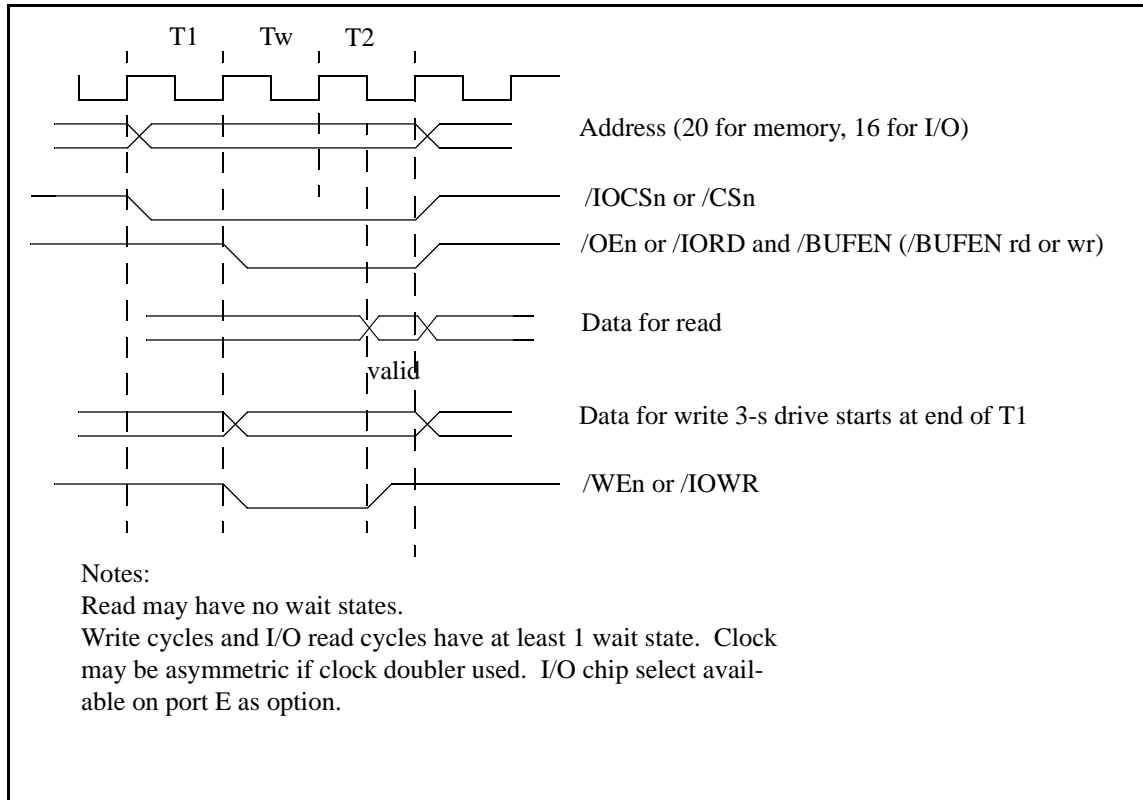 T1 Tw T2
Address (20 for memory, 16 for I/O)
/IOCSn or /CSn
/OEn or /IORD and /BUFEN (/BUFEN rd or wr)
Data for read
valid
Data for write 3-s drive starts at end of T1
/WEn or /IOWR
Notes:
Read may have no wait states.
Write cycles and I/O read cycles have at least 1 wait state.  Clock
may be asymmetric if clock doubler used.  I/O chip select avail-
able on port E as option.